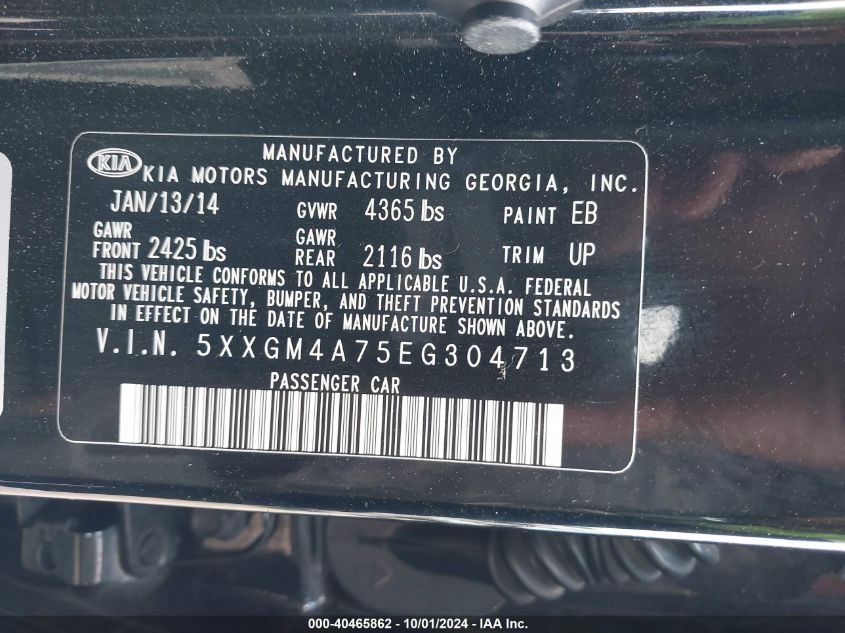 MANUFACTURED BY
KIA KIA MOTORS MANUFACTURING GEORGIA, INC.
JAN/13/14 GVWR 4365 lbs PAINT EB
GAWR FRONT 2425 lbs GAWR REAR 2116 lbs TRIM UP
THIS VEHICLE CONFORMS TO ALL APPLICABLE U.S.A. FEDERAL
MOTOR VEHICLE SAFETY, BUMPER, AND THEFT PREVENTION STANDARDS
IN EFFECT ON THE DATE OF MANUFACTURE SHOWN ABOVE.
V.I.N. 5XXGM4A75EG304713
PASSENGER CAR
000-40465862 - 10/01/2024 - IAA Inc.